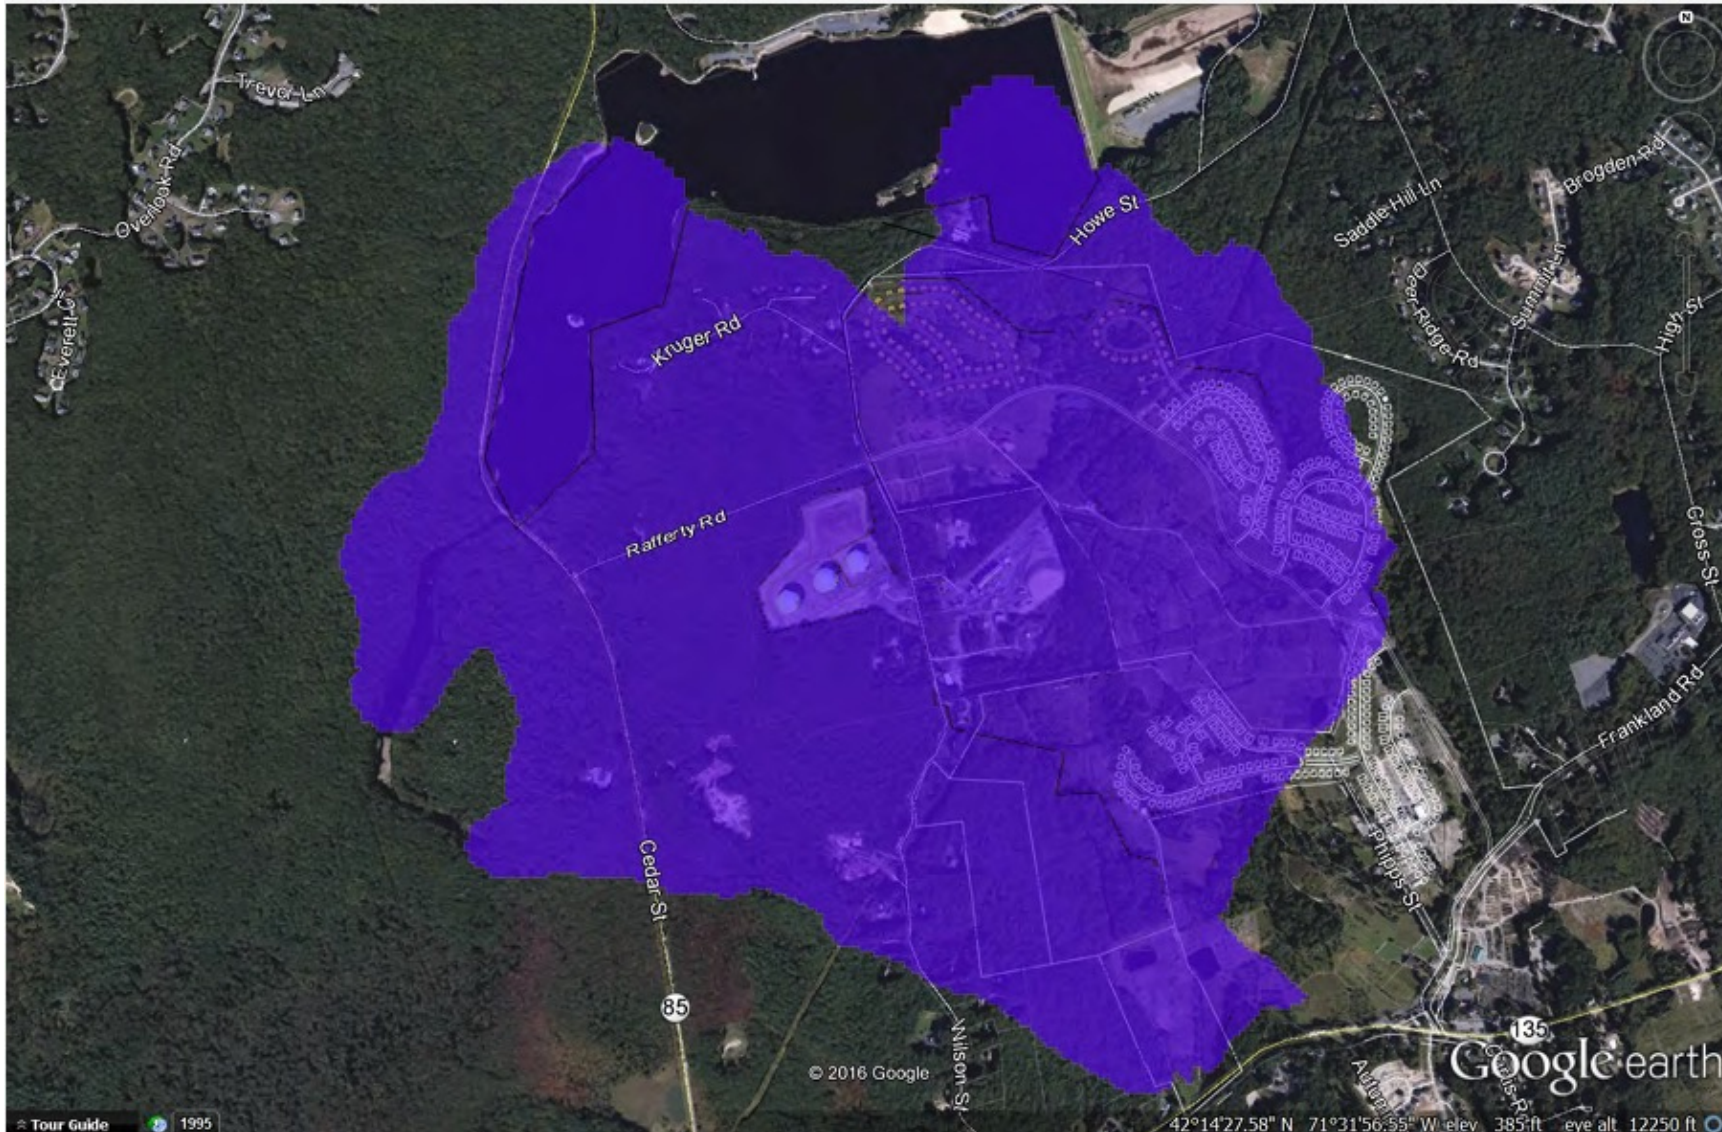 N
Trevor Ln
Overlook Rd
Everett Cir
Howe St
Saddle Hill Ln
Brogden Rd
Summit Ln
Deer Ridge Rd
High St
Kruger Rd
Rafferty Rd
Cross St
Frankland Rd
Phipps St
Cedar St
85
Wilson St
135
© 2016 Google
Google earth
Tour Guide
1995
42°14'27.58" N 71°31'56.55" W elev 385 ft eye alt 12250 ft